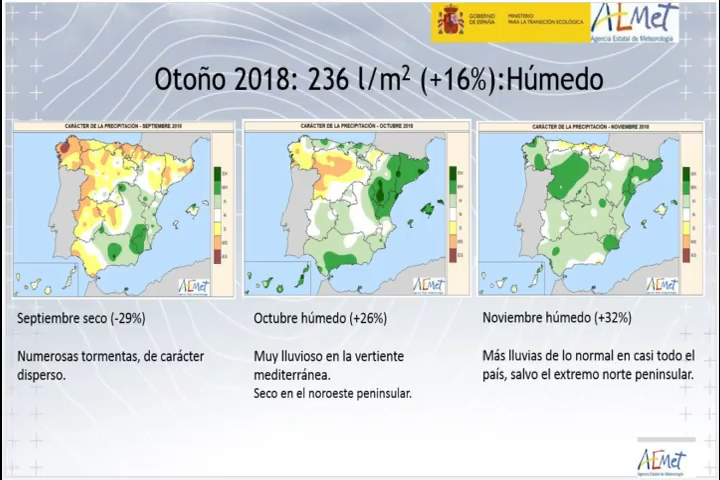 GOBIERNO
DE ESPAÑA
MINISTERIO
PARA LA TRANSICIÓN ECOLÓGICA
AEMet
Agencia Estatal de Meteorología
Otoño 2018: 236 l/m² (+16%):Húmedo
CARÁCTER DE LA PRECIPITACIÓN - SEPTIEMBRE 2018
CARÁCTER DE LA PRECIPITACIÓN - OCTUBRE 2018
CARÁCTER DE LA PRECIPITACIÓN - NOVIEMBRE 2018
AEMet
AEMet
AEMet
Septiembre seco (-29%)
Numerosas tormentas, de carácter
disperso.
Octubre húmedo (+26%)
Muy lluvioso en la vertiente
mediterránea.
Seco en el noroeste peninsular.
Noviembre húmedo (+32%)
Más lluvias de lo normal en casi todo el
país, salvo el extremo norte peninsular.
AEMet
Agencia Estatal de Meteorología